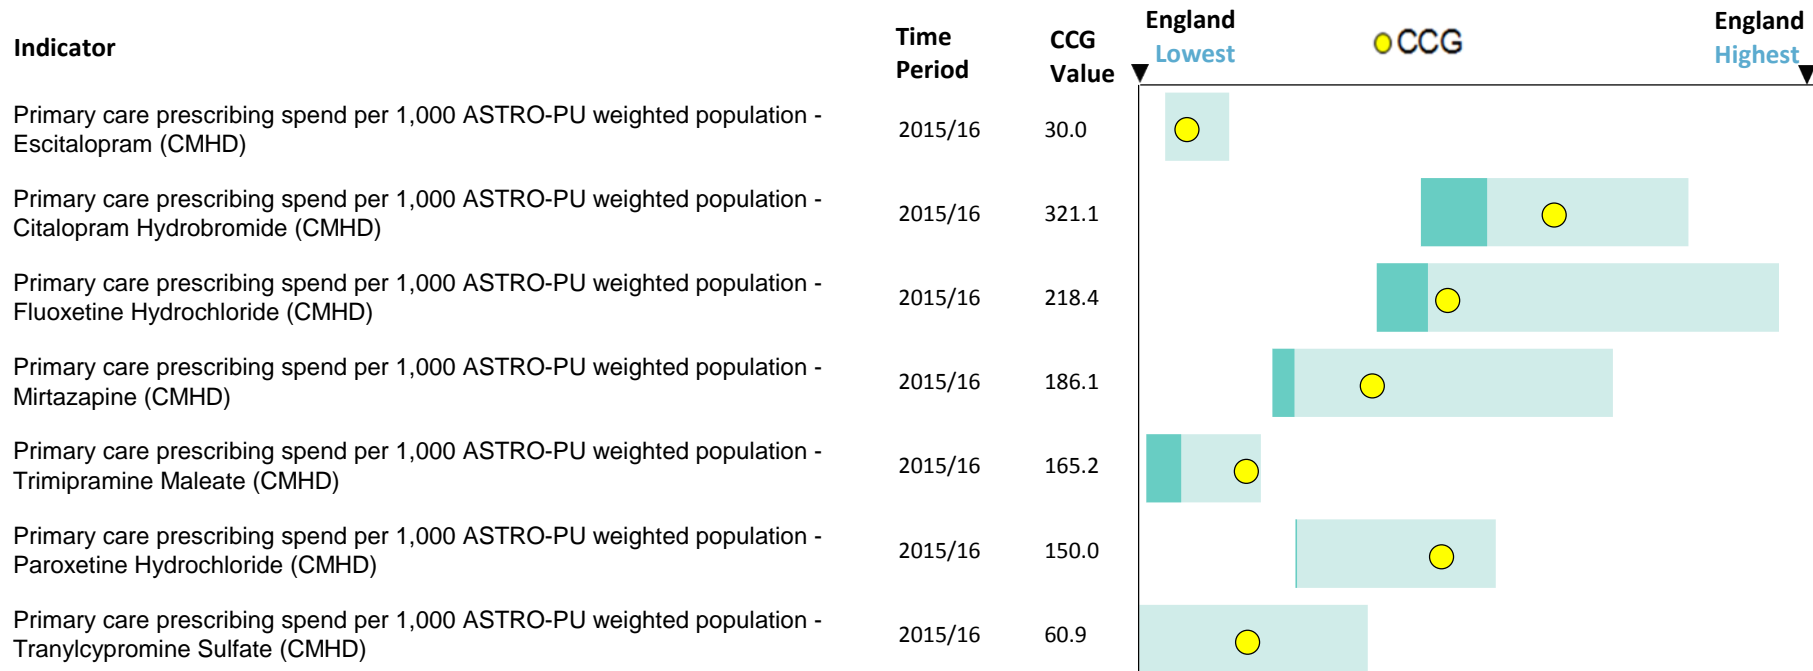 Indicator
Time
Period
CCG
Value
England
Lowest
CCG
England
Highest
Primary care prescribing spend per 1,000 ASTRO-PU weighted population -
Escitalopram (CMHD)
2015/16
30.0
Primary care prescribing spend per 1,000 ASTRO-PU weighted population -
Citalopram Hydrobromide (CMHD)
2015/16
321.1
Primary care prescribing spend per 1,000 ASTRO-PU weighted population -
Fluoxetine Hydrochloride (CMHD)
2015/16
218.4
Primary care prescribing spend per 1,000 ASTRO-PU weighted population -
Mirtazapine (CMHD)
2015/16
186.1
Primary care prescribing spend per 1,000 ASTRO-PU weighted population -
Trimipramine Maleate (CMHD)
2015/16
165.2
Primary care prescribing spend per 1,000 ASTRO-PU weighted population -
Paroxetine Hydrochloride (CMHD)
2015/16
150.0
Primary care prescribing spend per 1,000 ASTRO-PU weighted population -
Tranylcypromine Sulfate (CMHD)
2015/16
60.9